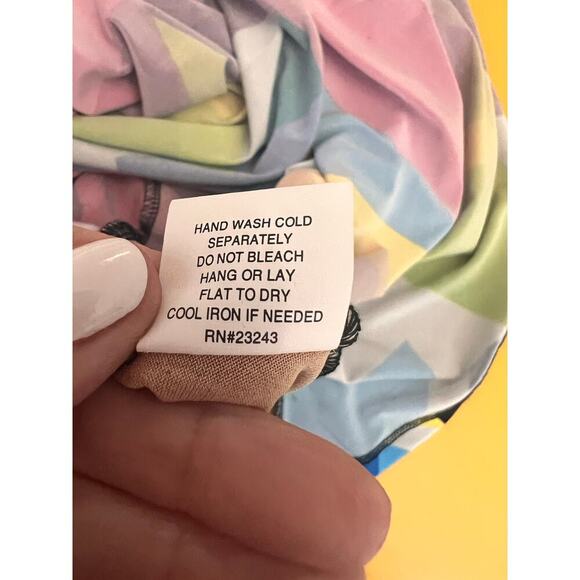 HAND WASH COLD
SEPARATELY
DO NOT BLEACH
HANG OR LAY
FLAT TO DRY
COOL IRON IF NEEDED
RN#23243